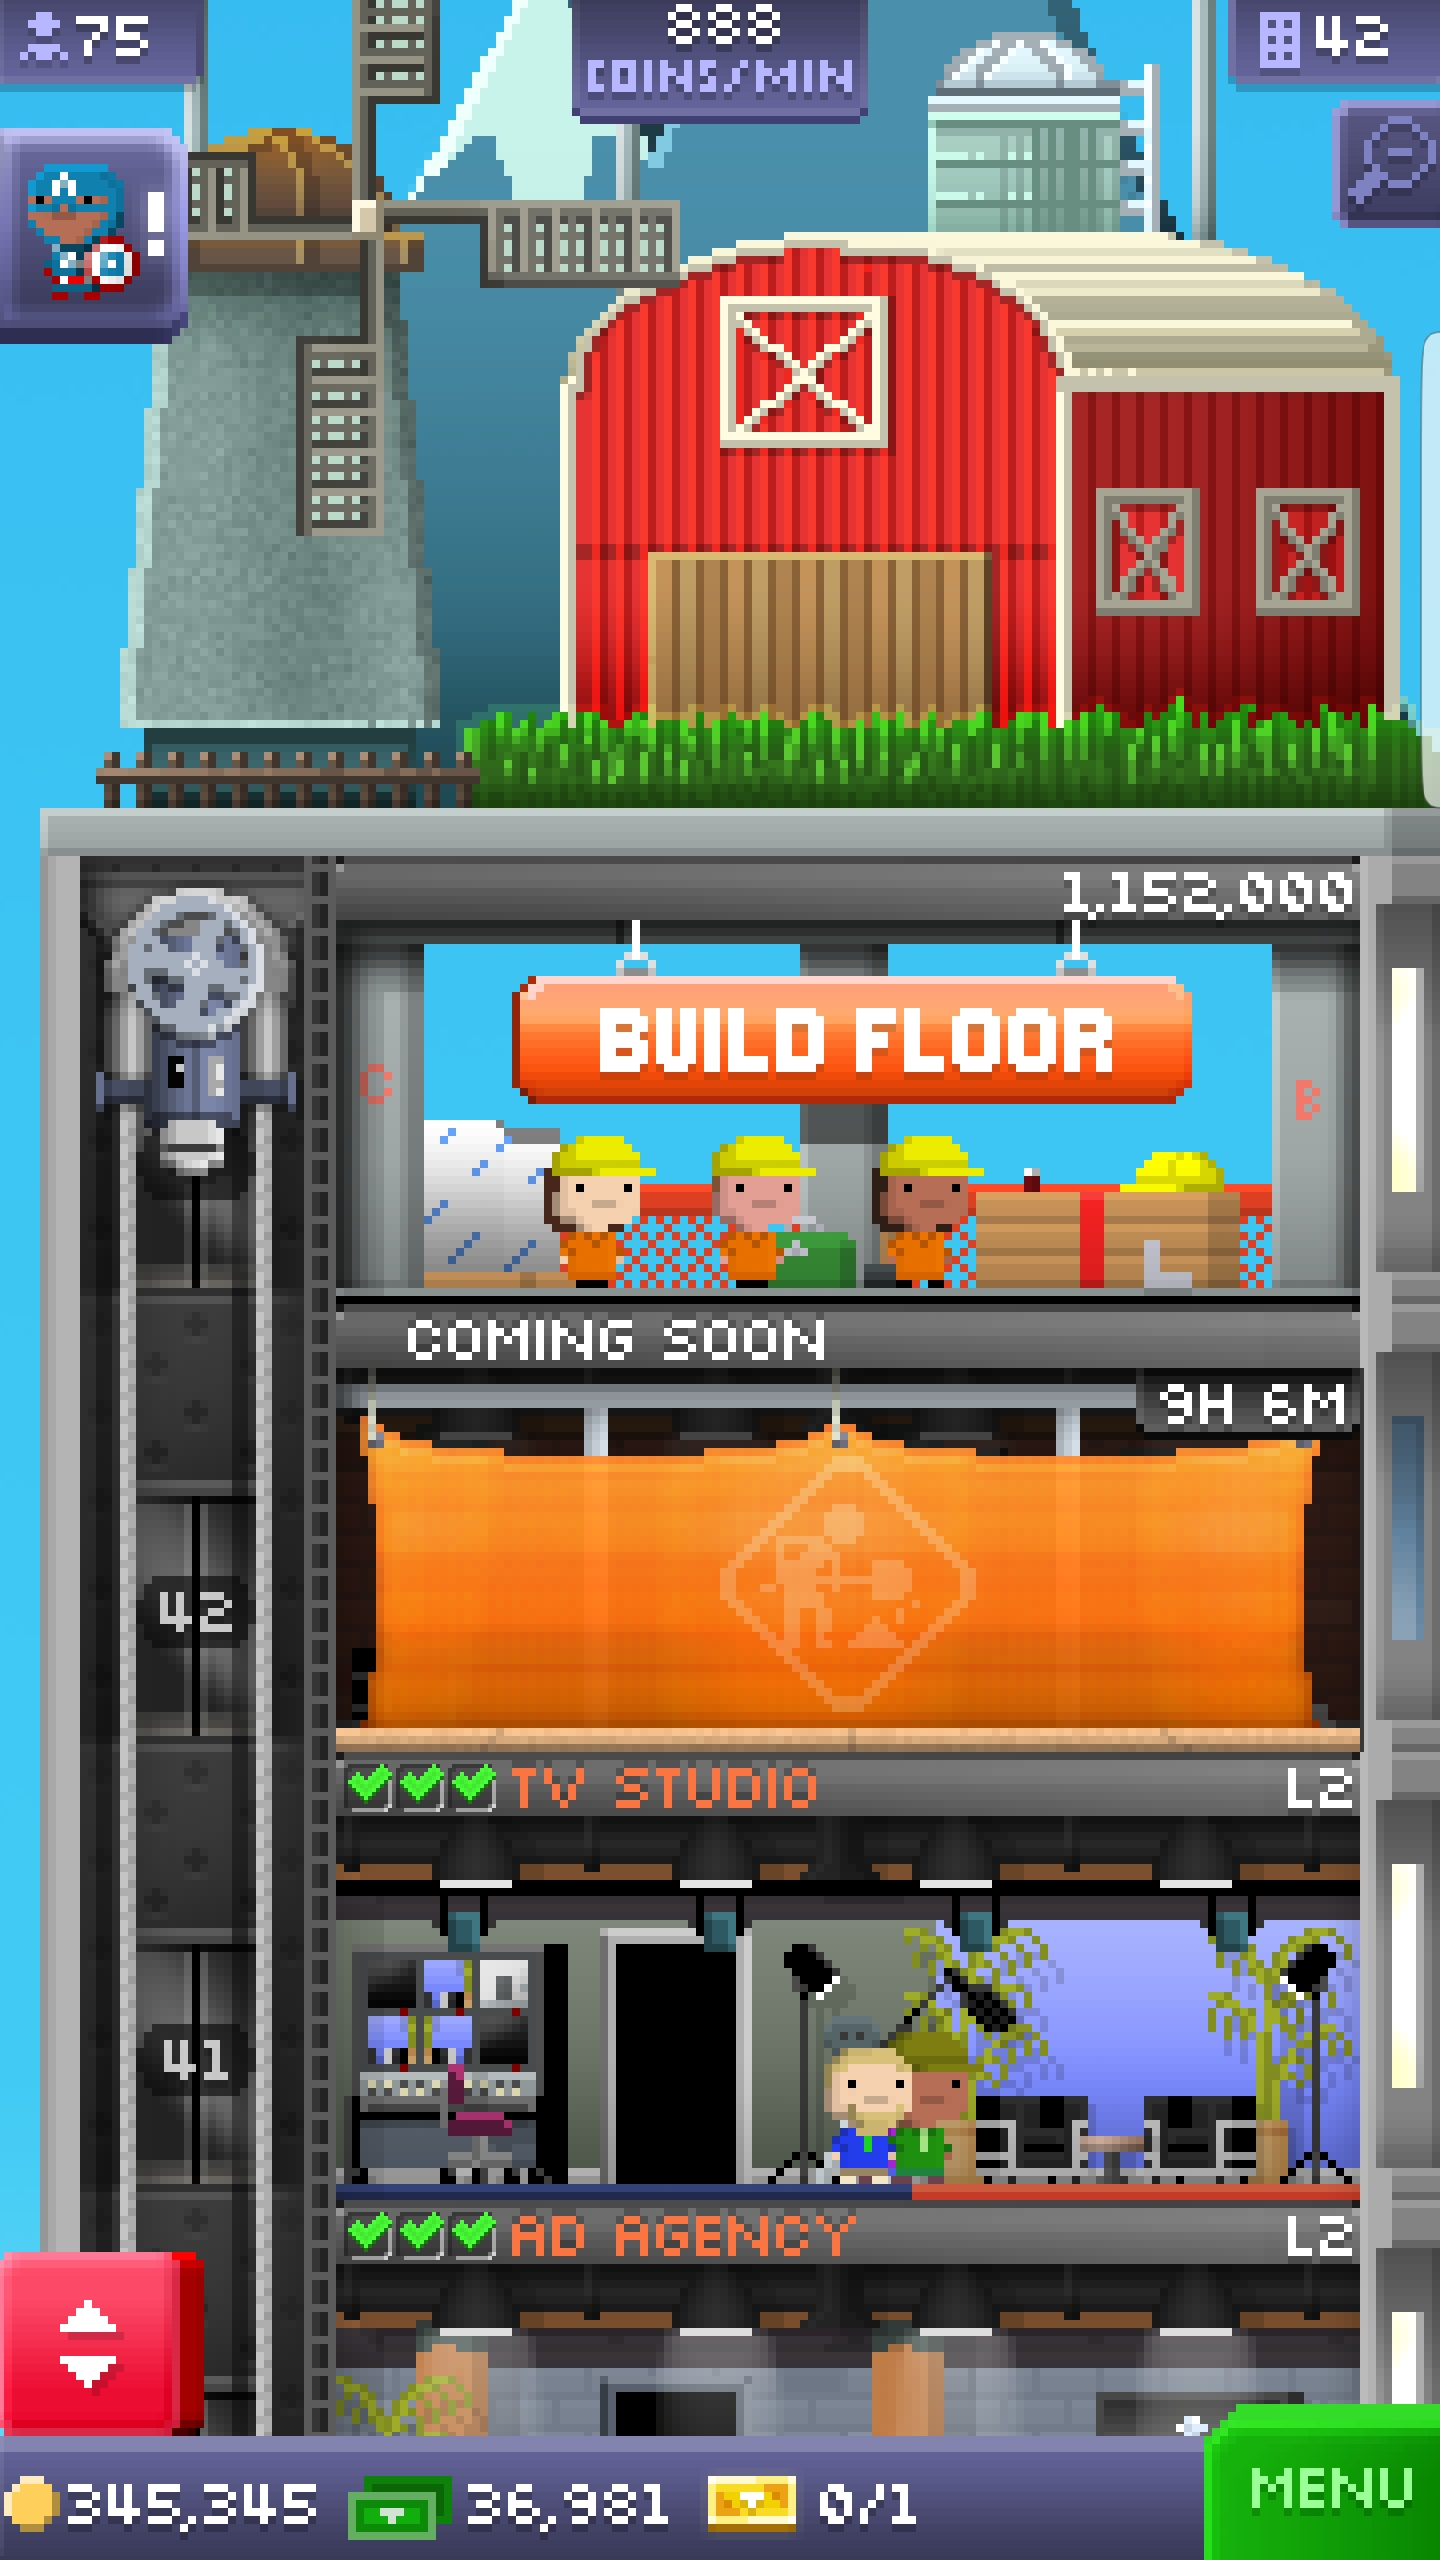 75
888
COINS/MIN
42
!
1,152,000
BUILD FLOOR
C
B
COMING SOON
9H 6M
42
TV STUDIO
L2
41
AD AGENCY
L2
345,345
36,981
0/1
MENU